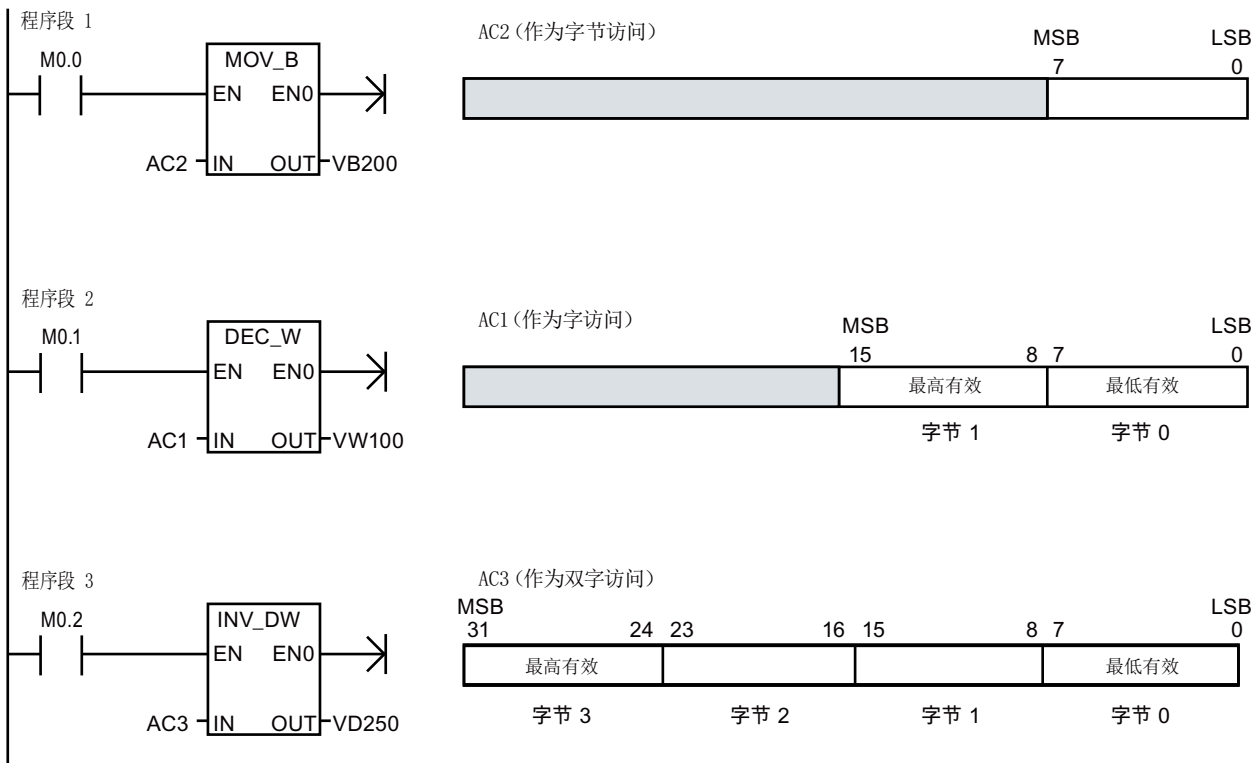 程序段 1
M0.0
MOV_B
EN EN0
AC2 IN OUT VB200
AC2(作为字节访问)
MSB LSB
7 0
程序段 2
M0.1
DEC_W
EN EN0
AC1 IN OUT VW100
AC1(作为字访问)
MSB LSB
15 8 7 0
最高有效 最低有效
字节 1 字节 0
程序段 3
M0.2
INV_DW
EN EN0
AC3 IN OUT VD250
AC3(作为双字访问)
MSB LSB
31 24 23 16 15 8 7 0
最高有效 最低有效
字节 3 字节 2 字节 1 字节 0